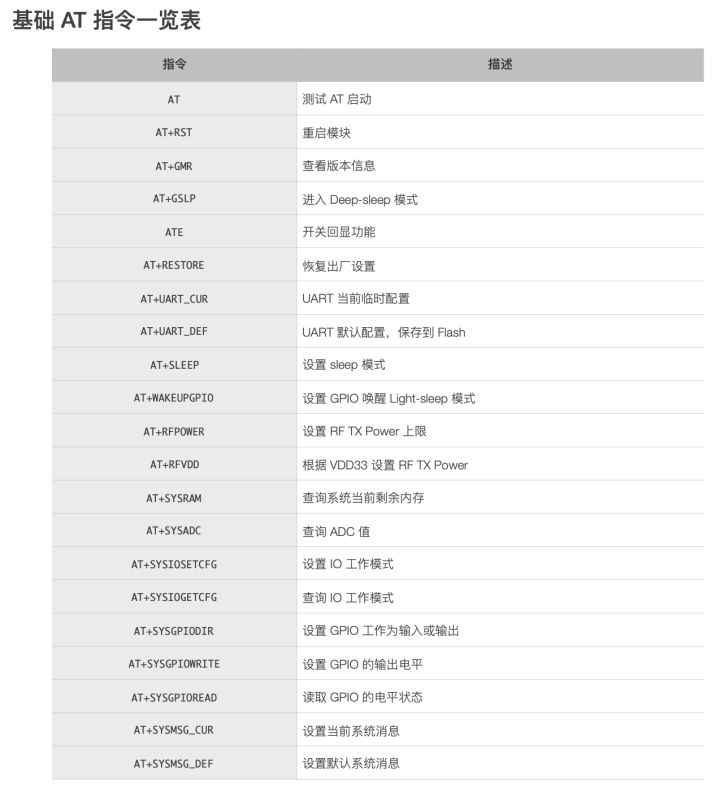 基础 AT 指令一览表
指令 描述
AT 测试 AT 启动
AT+RST 重启模块
AT+GMR 查看版本信息
AT+GSLP 进入 Deep-sleep 模式
ATE 开关回显功能
AT+RESTORE 恢复出厂设置
AT+UART_CUR UART 当前临时配置
AT+UART_DEF UART 默认配置，保存到 Flash
AT+SLEEP 设置 sleep 模式
AT+WAKEUPGPIO 设置 GPIO 唤醒 Light-sleep 模式
AT+RFPOWER 设置 RF TX Power 上限
AT+RFVDD 根据 VDD33 设置 RF TX Power
AT+SYSRAM 查询系统当前剩余内存
AT+SYSADC 查询 ADC 值
AT+SYSIOSETCFG 设置 IO 工作模式
AT+SYSIOGETCFG 查询 IO 工作模式
AT+SYSGPIODIR 设置 GPIO 工作为输入或输出
AT+SYSGPIOWRITE 设置 GPIO 的输出电平
AT+SYSGPIOREAD 读取 GPIO 的电平状态
AT+SYSMSG_CUR 设置当前系统消息
AT+SYSMSG_DEF 设置默认系统消息